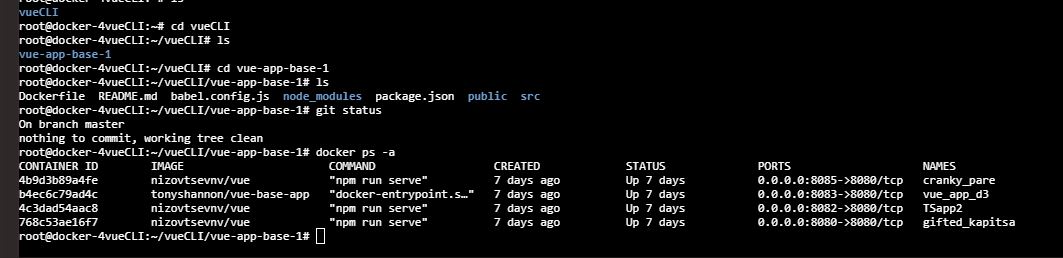 vueCLI
root@docker-4vueCLI:~# cd vueCLI
root@docker-4vueCLI:~/vueCLI# ls
vue-app-base-1
root@docker-4vueCLI:~/vueCLI# cd vue-app-base-1
root@docker-4vueCLI:~/vueCLI/vue-app-base-1# ls
Dockerfile README.md babel.config.js node_modules package.json public src
root@docker-4vueCLI:~/vueCLI/vue-app-base-1# git status
On branch master
nothing to commit, working tree clean
root@docker-4vueCLI:~/vueCLI/vue-app-base-1# docker ps -a
CONTAINER ID IMAGE COMMAND CREATED STATUS PORTS NAMES
4b9d3b89a4fe nizovtsevnv/vue "npm run serve" 7 days ago Up 7 days 0.0.0.0:8085->8080/tcp cranky_pare
b4ec6c79ad4c tonyshannon/vue-base-app "docker-entrypoint.s…" 7 days ago Up 7 days 0.0.0.0:8083->8080/tcp vue_app_d3
4c3dad54aac8 nizovtsevnv/vue "npm run serve" 7 days ago Up 7 days 0.0.0.0:8082->8080/tcp TSapp2
768c53ae16f7 nizovtsevnv/vue "npm run serve" 7 days ago Up 7 days 0.0.0.0:8080->8080/tcp gifted_kapitsa
root@docker-4vueCLI:~/vueCLI/vue-app-base-1#